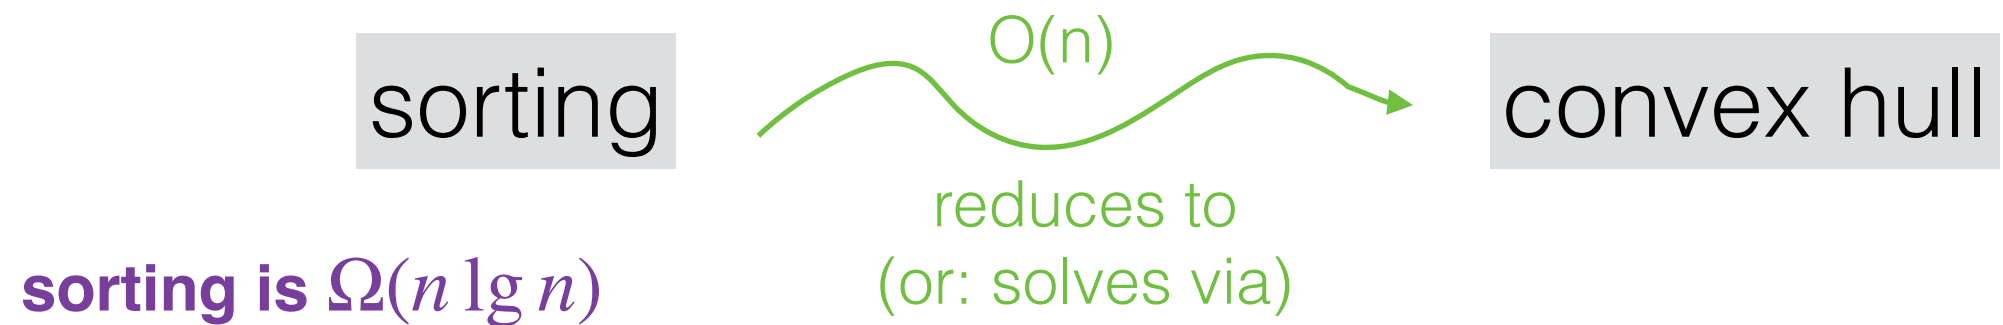 O(n)
sorting
convex hull
reduces to
(or: solves via)
sorting is Ω(n lg n)